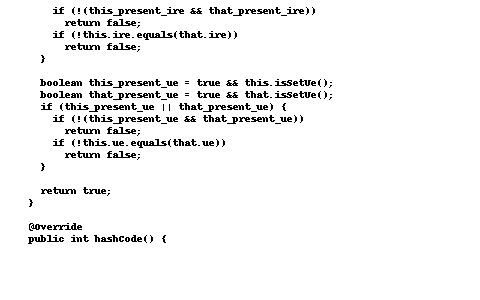 if (!(this_present_ire && that_present_ire))
return false;
if (!this.ire.equals(that.ire))
return false;
}
boolean this_present_ue = true && this.isSetUe();
boolean that_present_ue = true && that.isSetUe();
if (this_present_ue || that_present_ue) {
if (!(this_present_ue && that_present_ue))
return false;
if (!this.ue.equals(that.ue))
return false;
}
return true;
}
@Override
public int hashCode() {